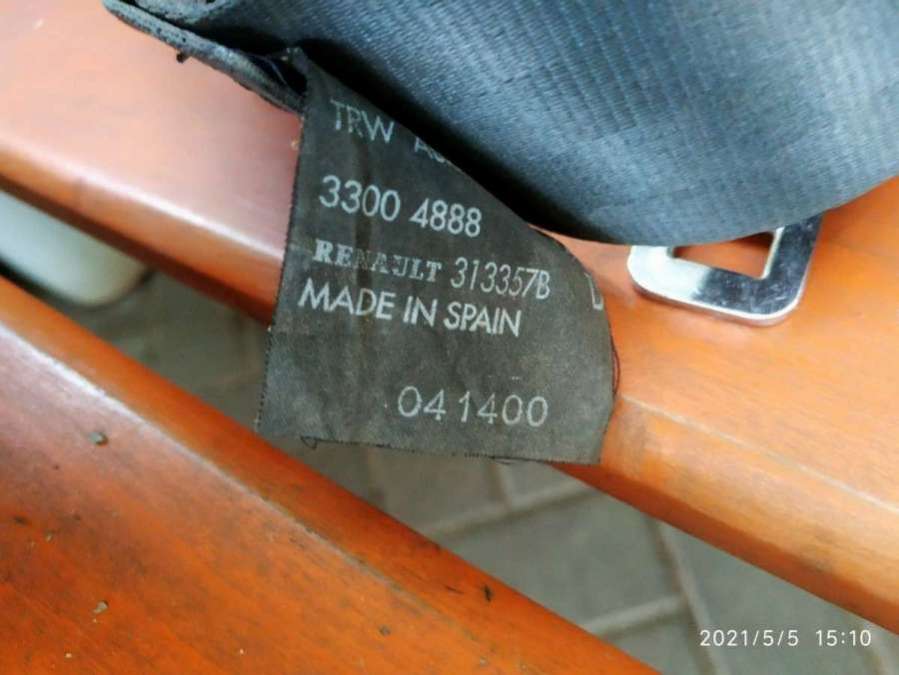 TRW
3300 4888
RENAULT 313357B
MADE IN SPAIN
041400
2021/5/5 15:10